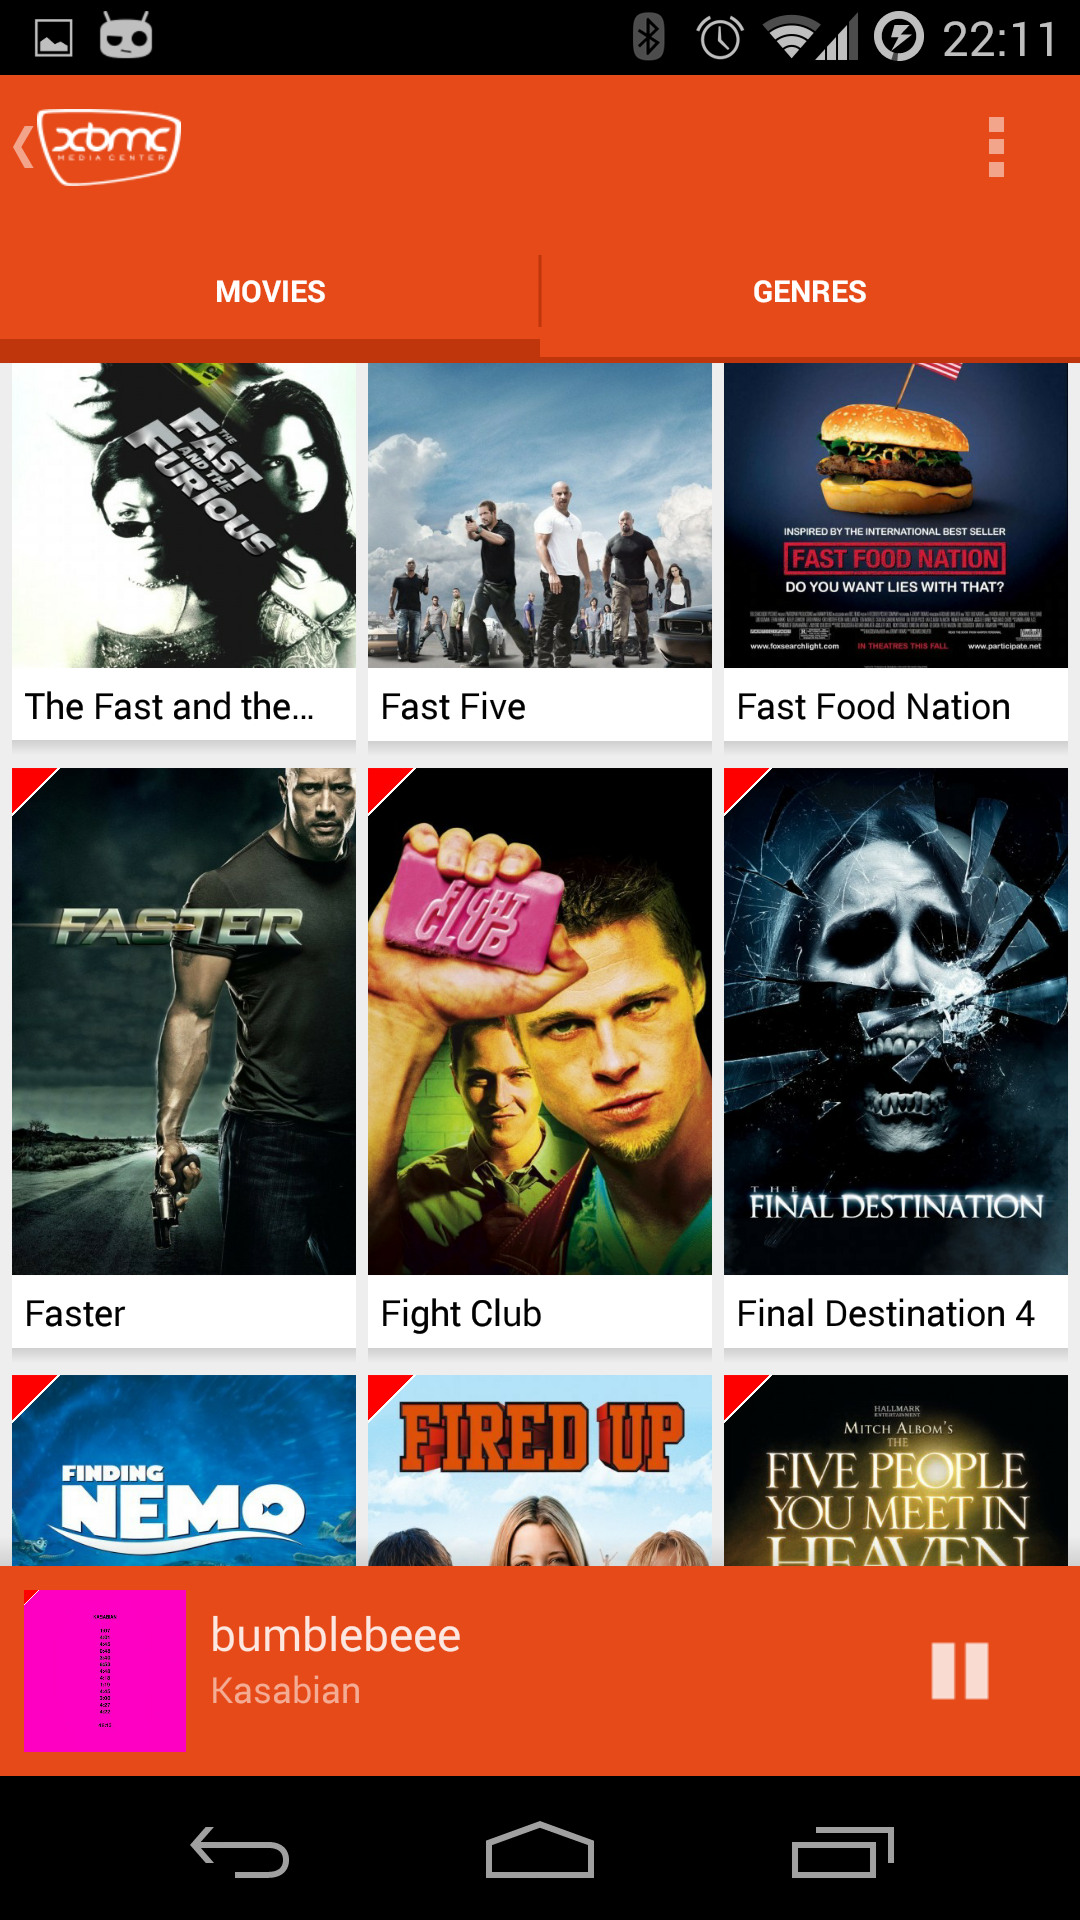 22:11
xbmc
MEDIA CENTER
MOVIES
GENRES
THE
FAST
AND THE
FURIOUS
INSPIRED BY THE INTERNATIONAL BEST SELLER
FAST FOOD NATION
DO YOU WANT LIES WITH THAT?
www.foxsearchlight.com
IN THEATRES THIS FALL
www.participate.net
The Fast and the...
Fast Five
Fast Food Nation
FASTER
FIGHT
CLUB
THE
FINAL DESTINATION
Faster
Fight Club
Final Destination 4
FINDING
NEMO
FIRED UP
HALLMARK
ENTERTAINMENT
MITCH ALBOM'S
THE
FIVE PEOPLE
YOU MEET IN
HEAVEN
KASABIAN
bumblebeee
Kasabian